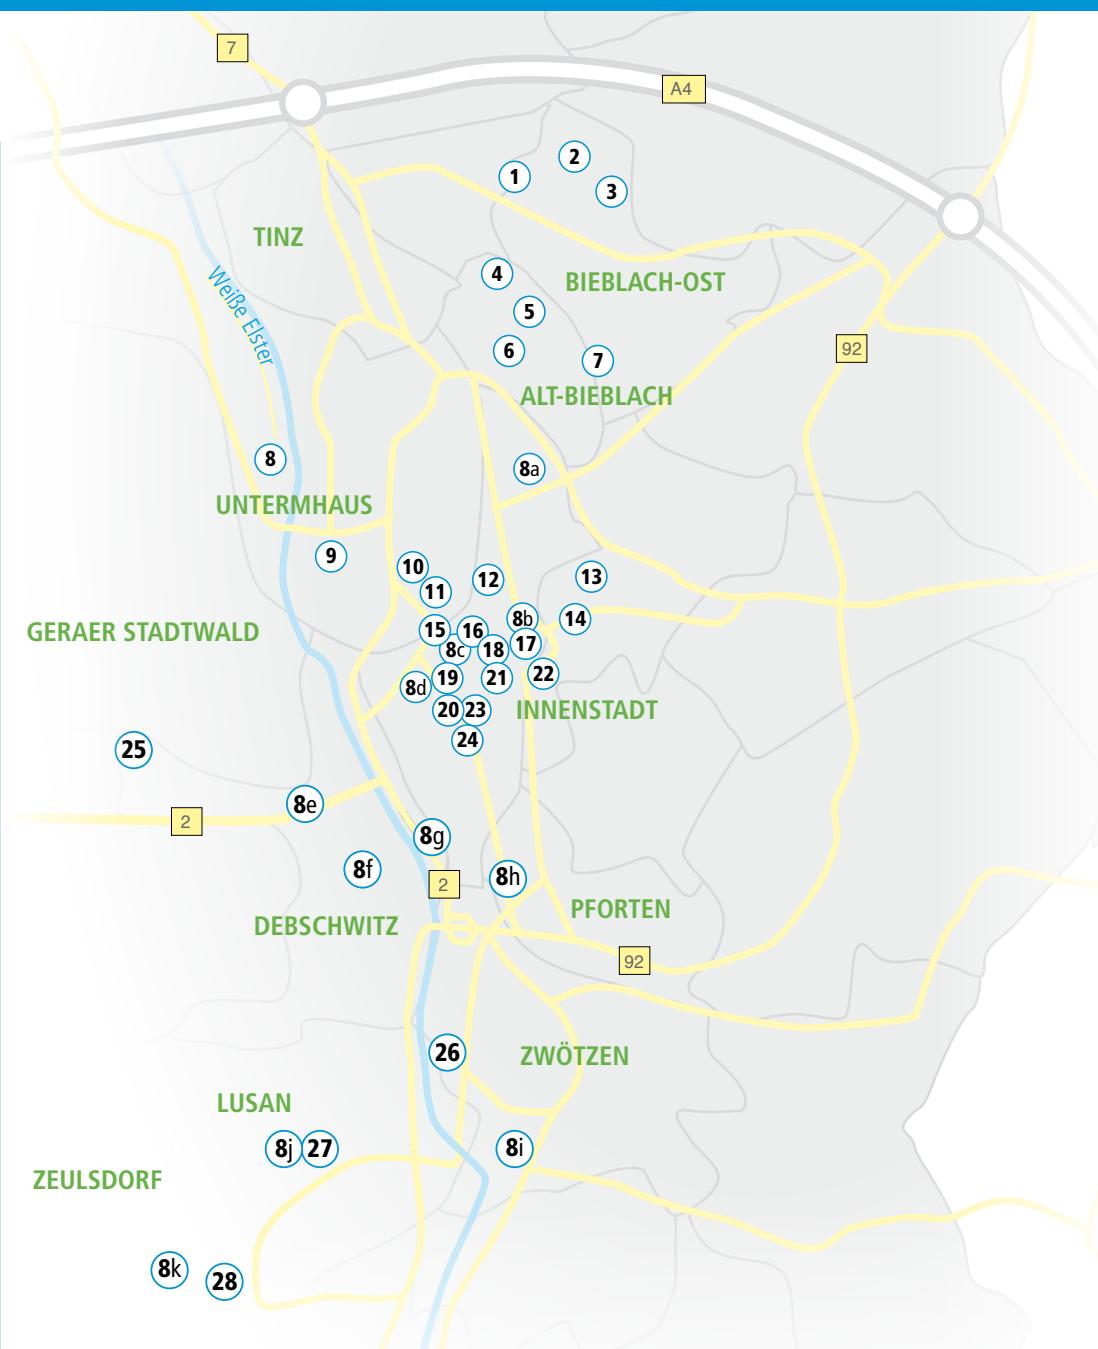 7
A4
2
1
3
TINZ
4
BIEBLACH-OST
Weiße Elster
5
6
92
7
ALT-BIEBLACH
8
8a
UNTERMHAUS
9
10
12
13
11
8b
14
15
16
GERAER STADTWALD
17
8c
18
22
19
21
8d
20
23
INNENSTADT
24
25
8e
2
8g
8f
8h
2
PFORTEN
DEBSCHWITZ
92
26
ZWÖTZEN
LUSAN
8j
27
8i
ZEULSDORF
8k
28